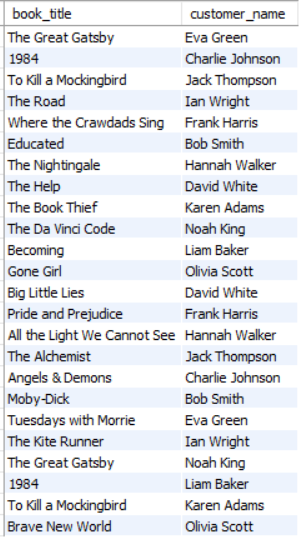 book_title customer_name
The Great Gatsby Eva Green
1984 Charlie Johnson
To Kill a Mockingbird Jack Thompson
The Road Ian Wright
Where the Crawdads Sing Frank Harris
Educated Bob Smith
The Nightingale Hannah Walker
The Help David White
The Book Thief Karen Adams
The Da Vinci Code Noah King
Becoming Liam Baker
Gone Girl Olivia Scott
Big Little Lies David White
Pride and Prejudice Frank Harris
All the Light We Cannot See Hannah Walker
The Alchemist Jack Thompson
Angels & Demons Charlie Johnson
Moby-Dick Bob Smith
Tuesdays with Morrie Eva Green
The Kite Runner Ian Wright
The Great Gatsby Noah King
1984 Liam Baker
To Kill a Mockingbird Karen Adams
Brave New World Olivia Scott